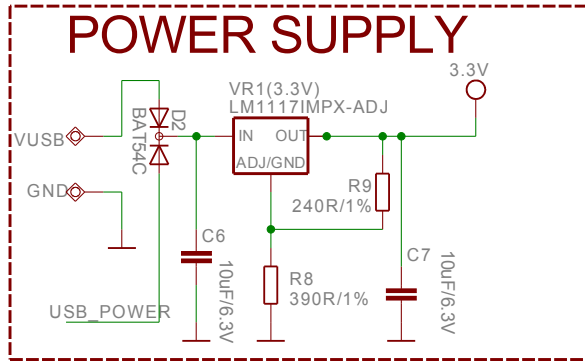 POWER SUPPLY
3.3V
VR1(3.3V)
LM1117IMPX-ADJ
D2
BAT54C
VUSB
IN OUT
ADJ/GND
GND
R9
240R/1%
C6
10uF/6.3V
C7
10uF/6.3V
R8
390R/1%
USB_POWER